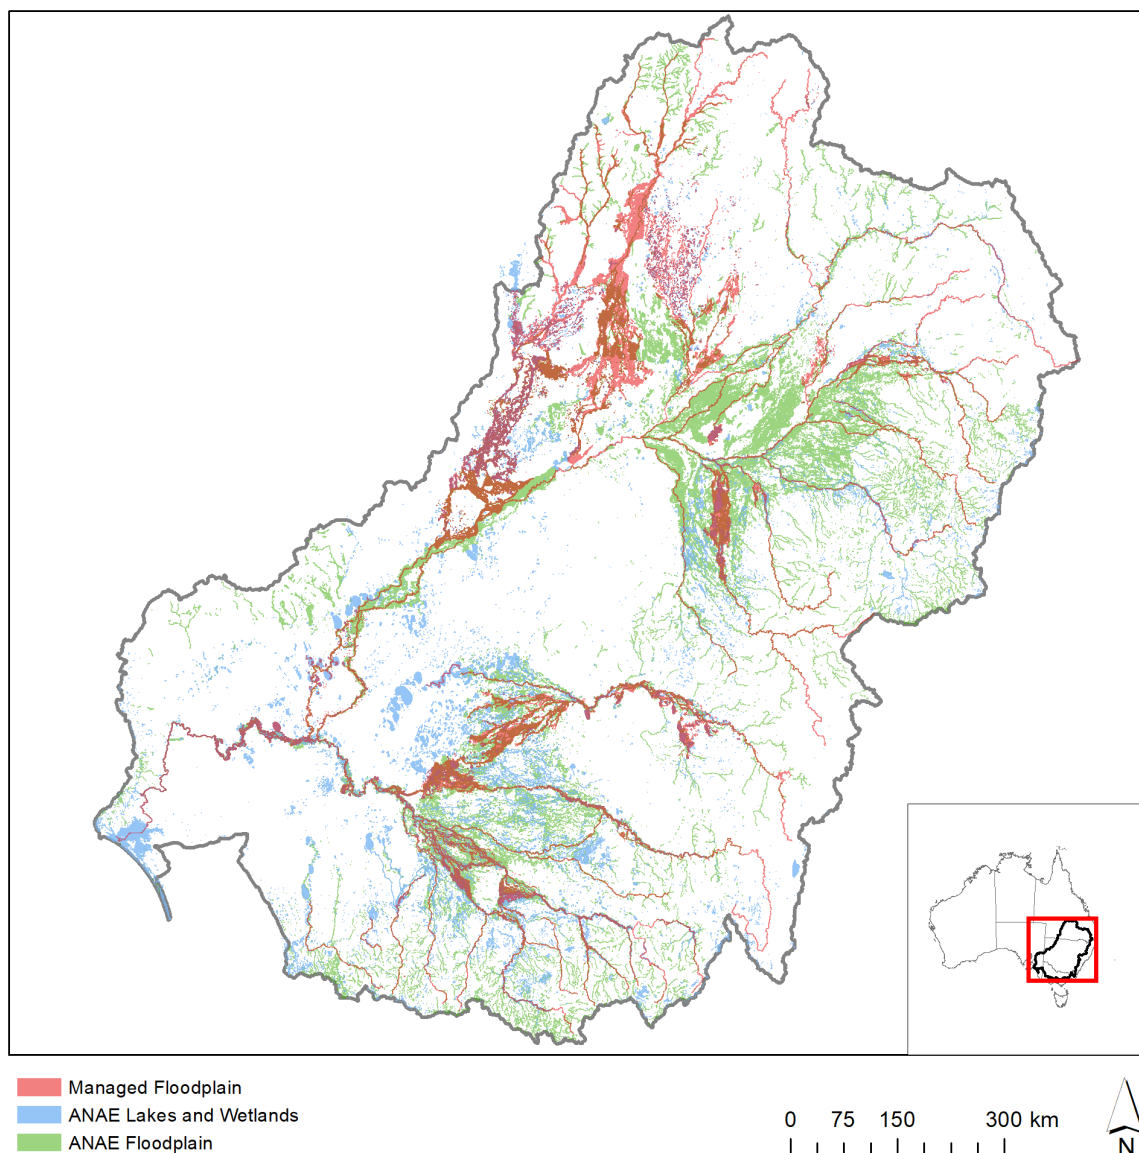 Managed Floodplain
ANAE Lakes and Wetlands
ANAE Floodplain
0 75 150 300 km
N